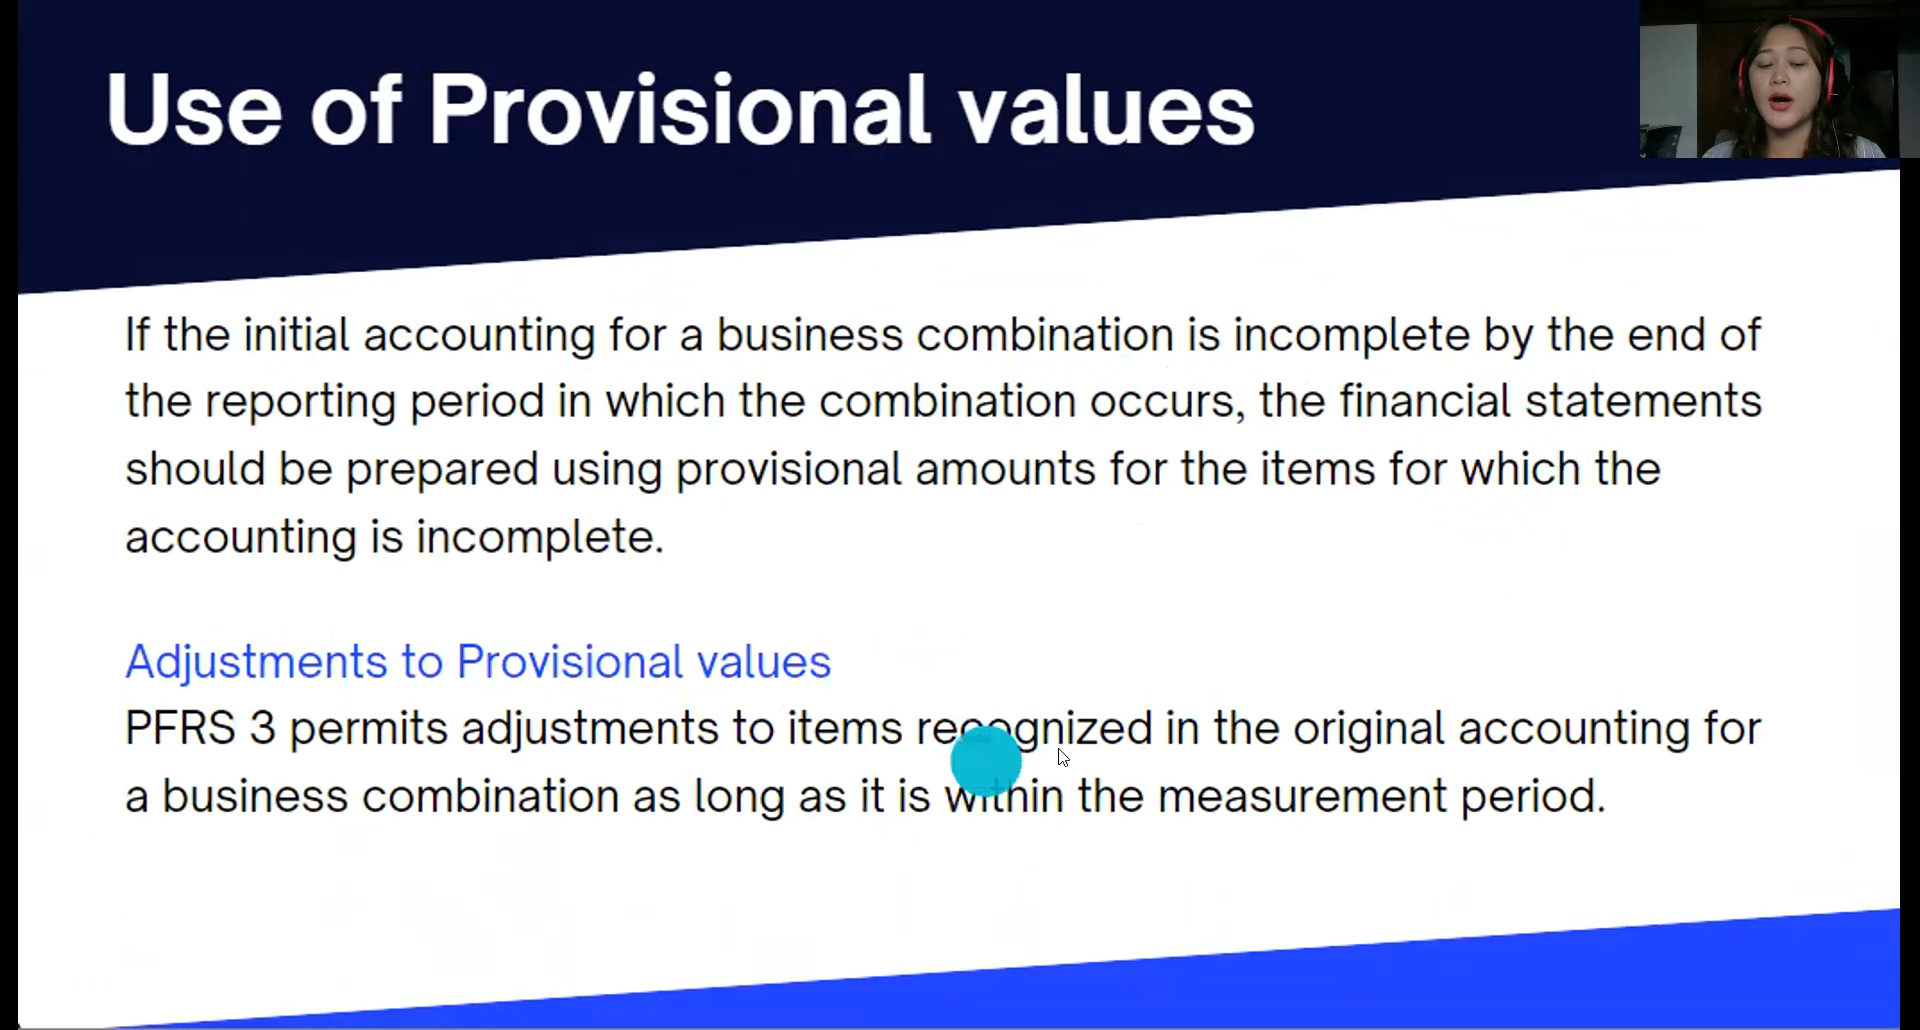 Use of Provisional values
If the initial accounting for a business combination is incomplete by the end of
the reporting period in which the combination occurs, the financial statements
should be prepared using provisional amounts for the items for which the
accounting is incomplete.
Adjustments to Provisional values
PFRS 3 permits adjustments to items recognized in the original accounting for
a business combination as long as it is within the measurement period.